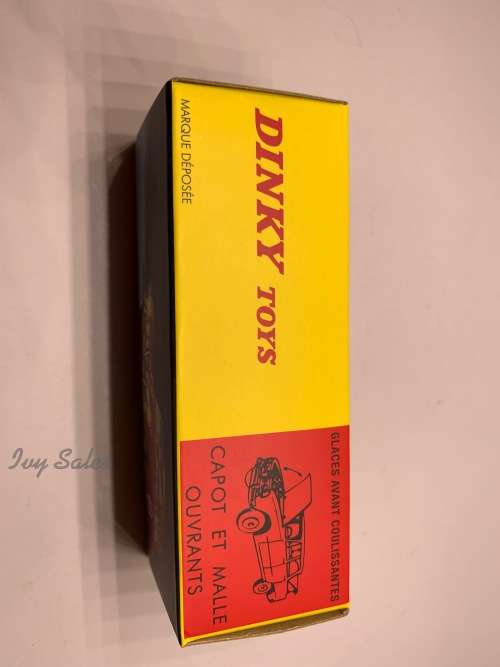 DINKY TOYS
MARQUE DÉPOSÉE
GLACES AVANT COULISSANTES
CAPOT ET MALLE
OUVRANTS
Ivy Sales